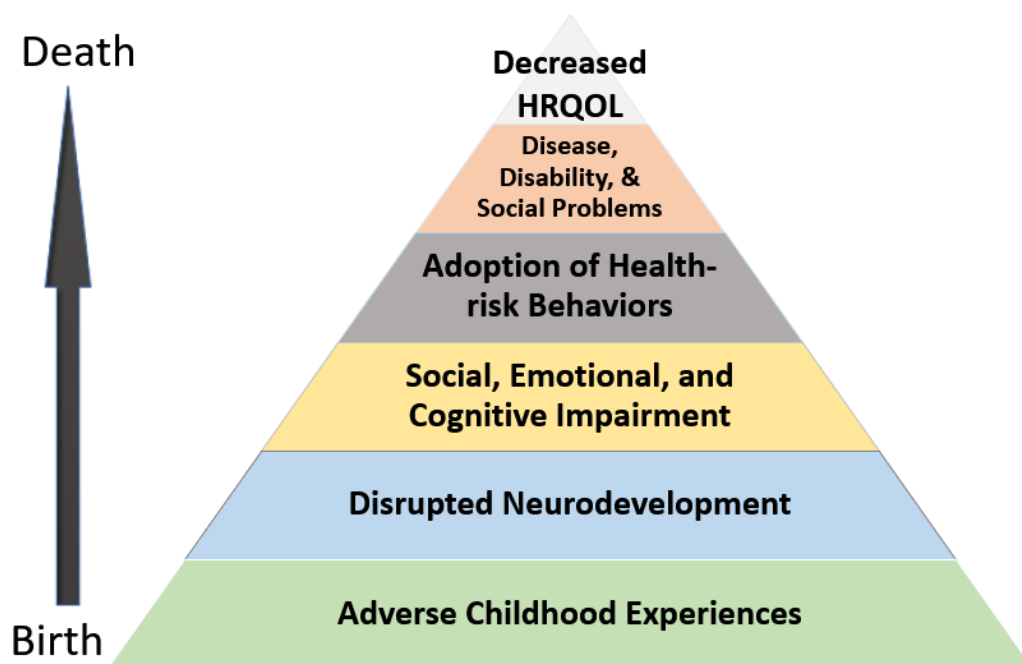 Death
Decreased
HRQOL
Disease,
Disability, &
Social Problems
Adoption of Health-
risk Behaviors
Social, Emotional, and
Cognitive Impairment
Disrupted Neurodevelopment
Adverse Childhood Experiences
Birth